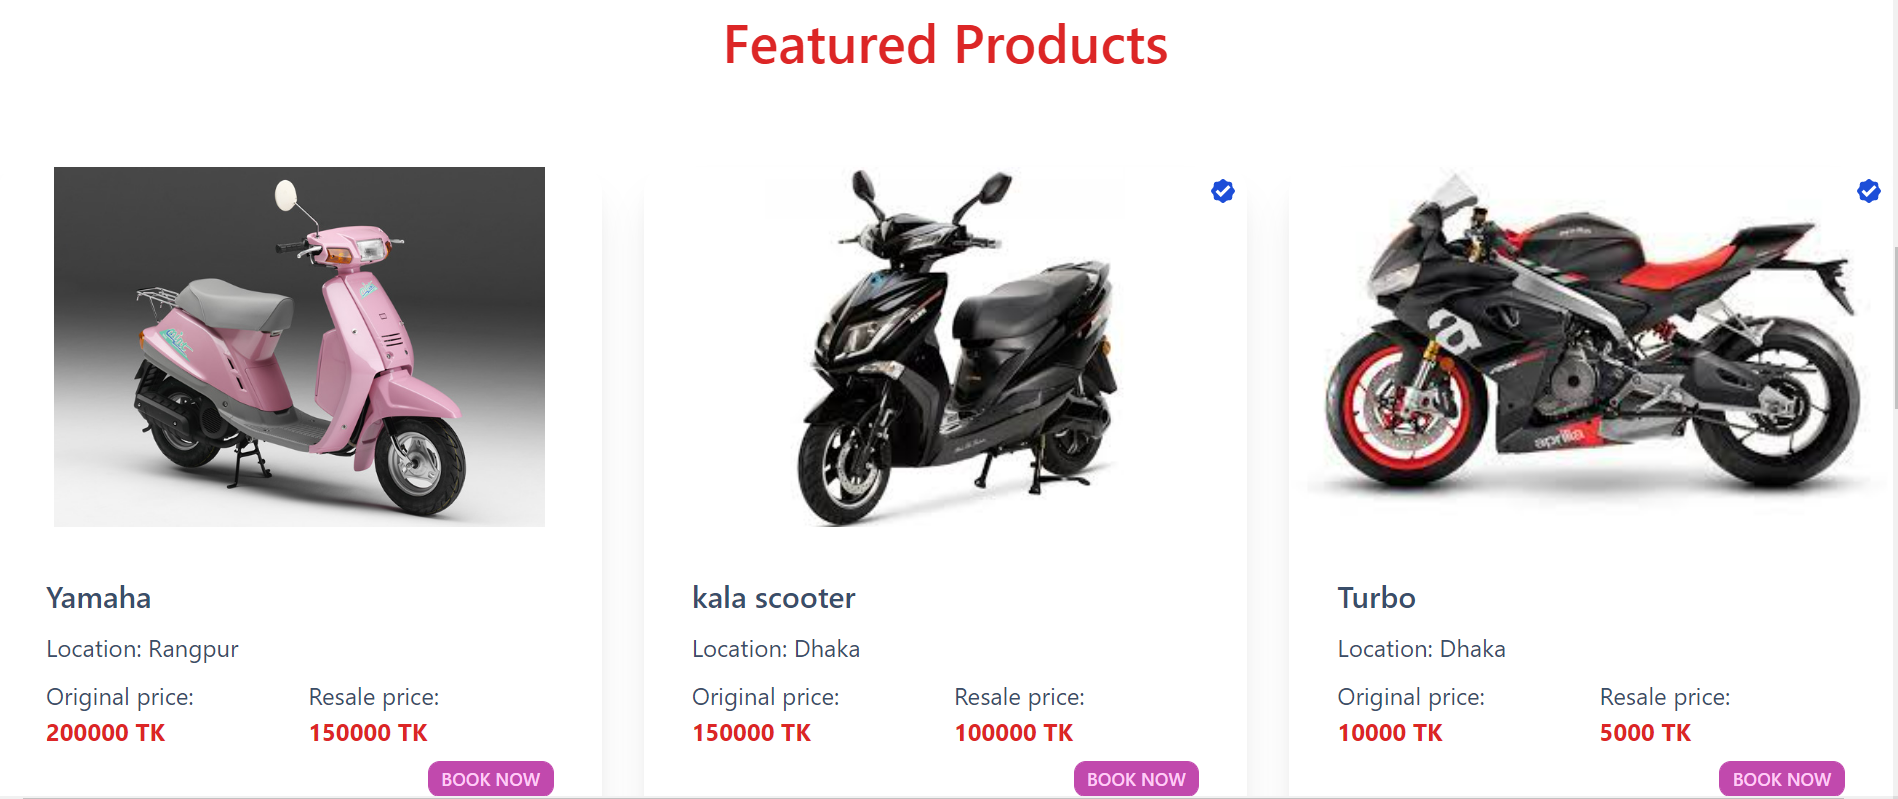 Featured Products
a
aprilia
Yamaha
Location: Rangpur
Original price:
Resale price:
200000 TK
150000 TK
BOOK NOW
kala scooter
Location: Dhaka
Original price:
Resale price:
150000 TK
100000 TK
BOOK NOW
Turbo
Location: Dhaka
Original price:
Resale price:
10000 TK
5000 TK
BOOK NOW